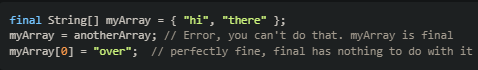 final String[] myArray = { "hi", "there" };
myArray = anotherArray; // Error, you can't do that. myArray is final
myArray[0] = "over";  // perfectly fine, final has nothing to do with it